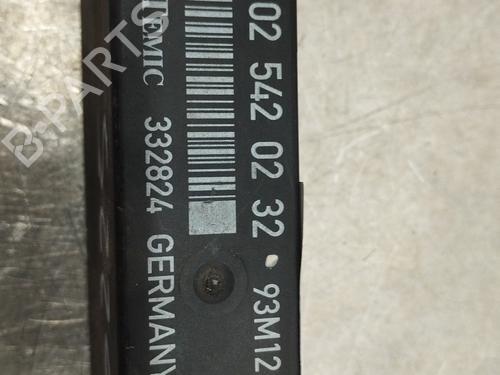 02 542 02 32 • 93M12
TEMIC 332824 GERMANY
B-PARTS